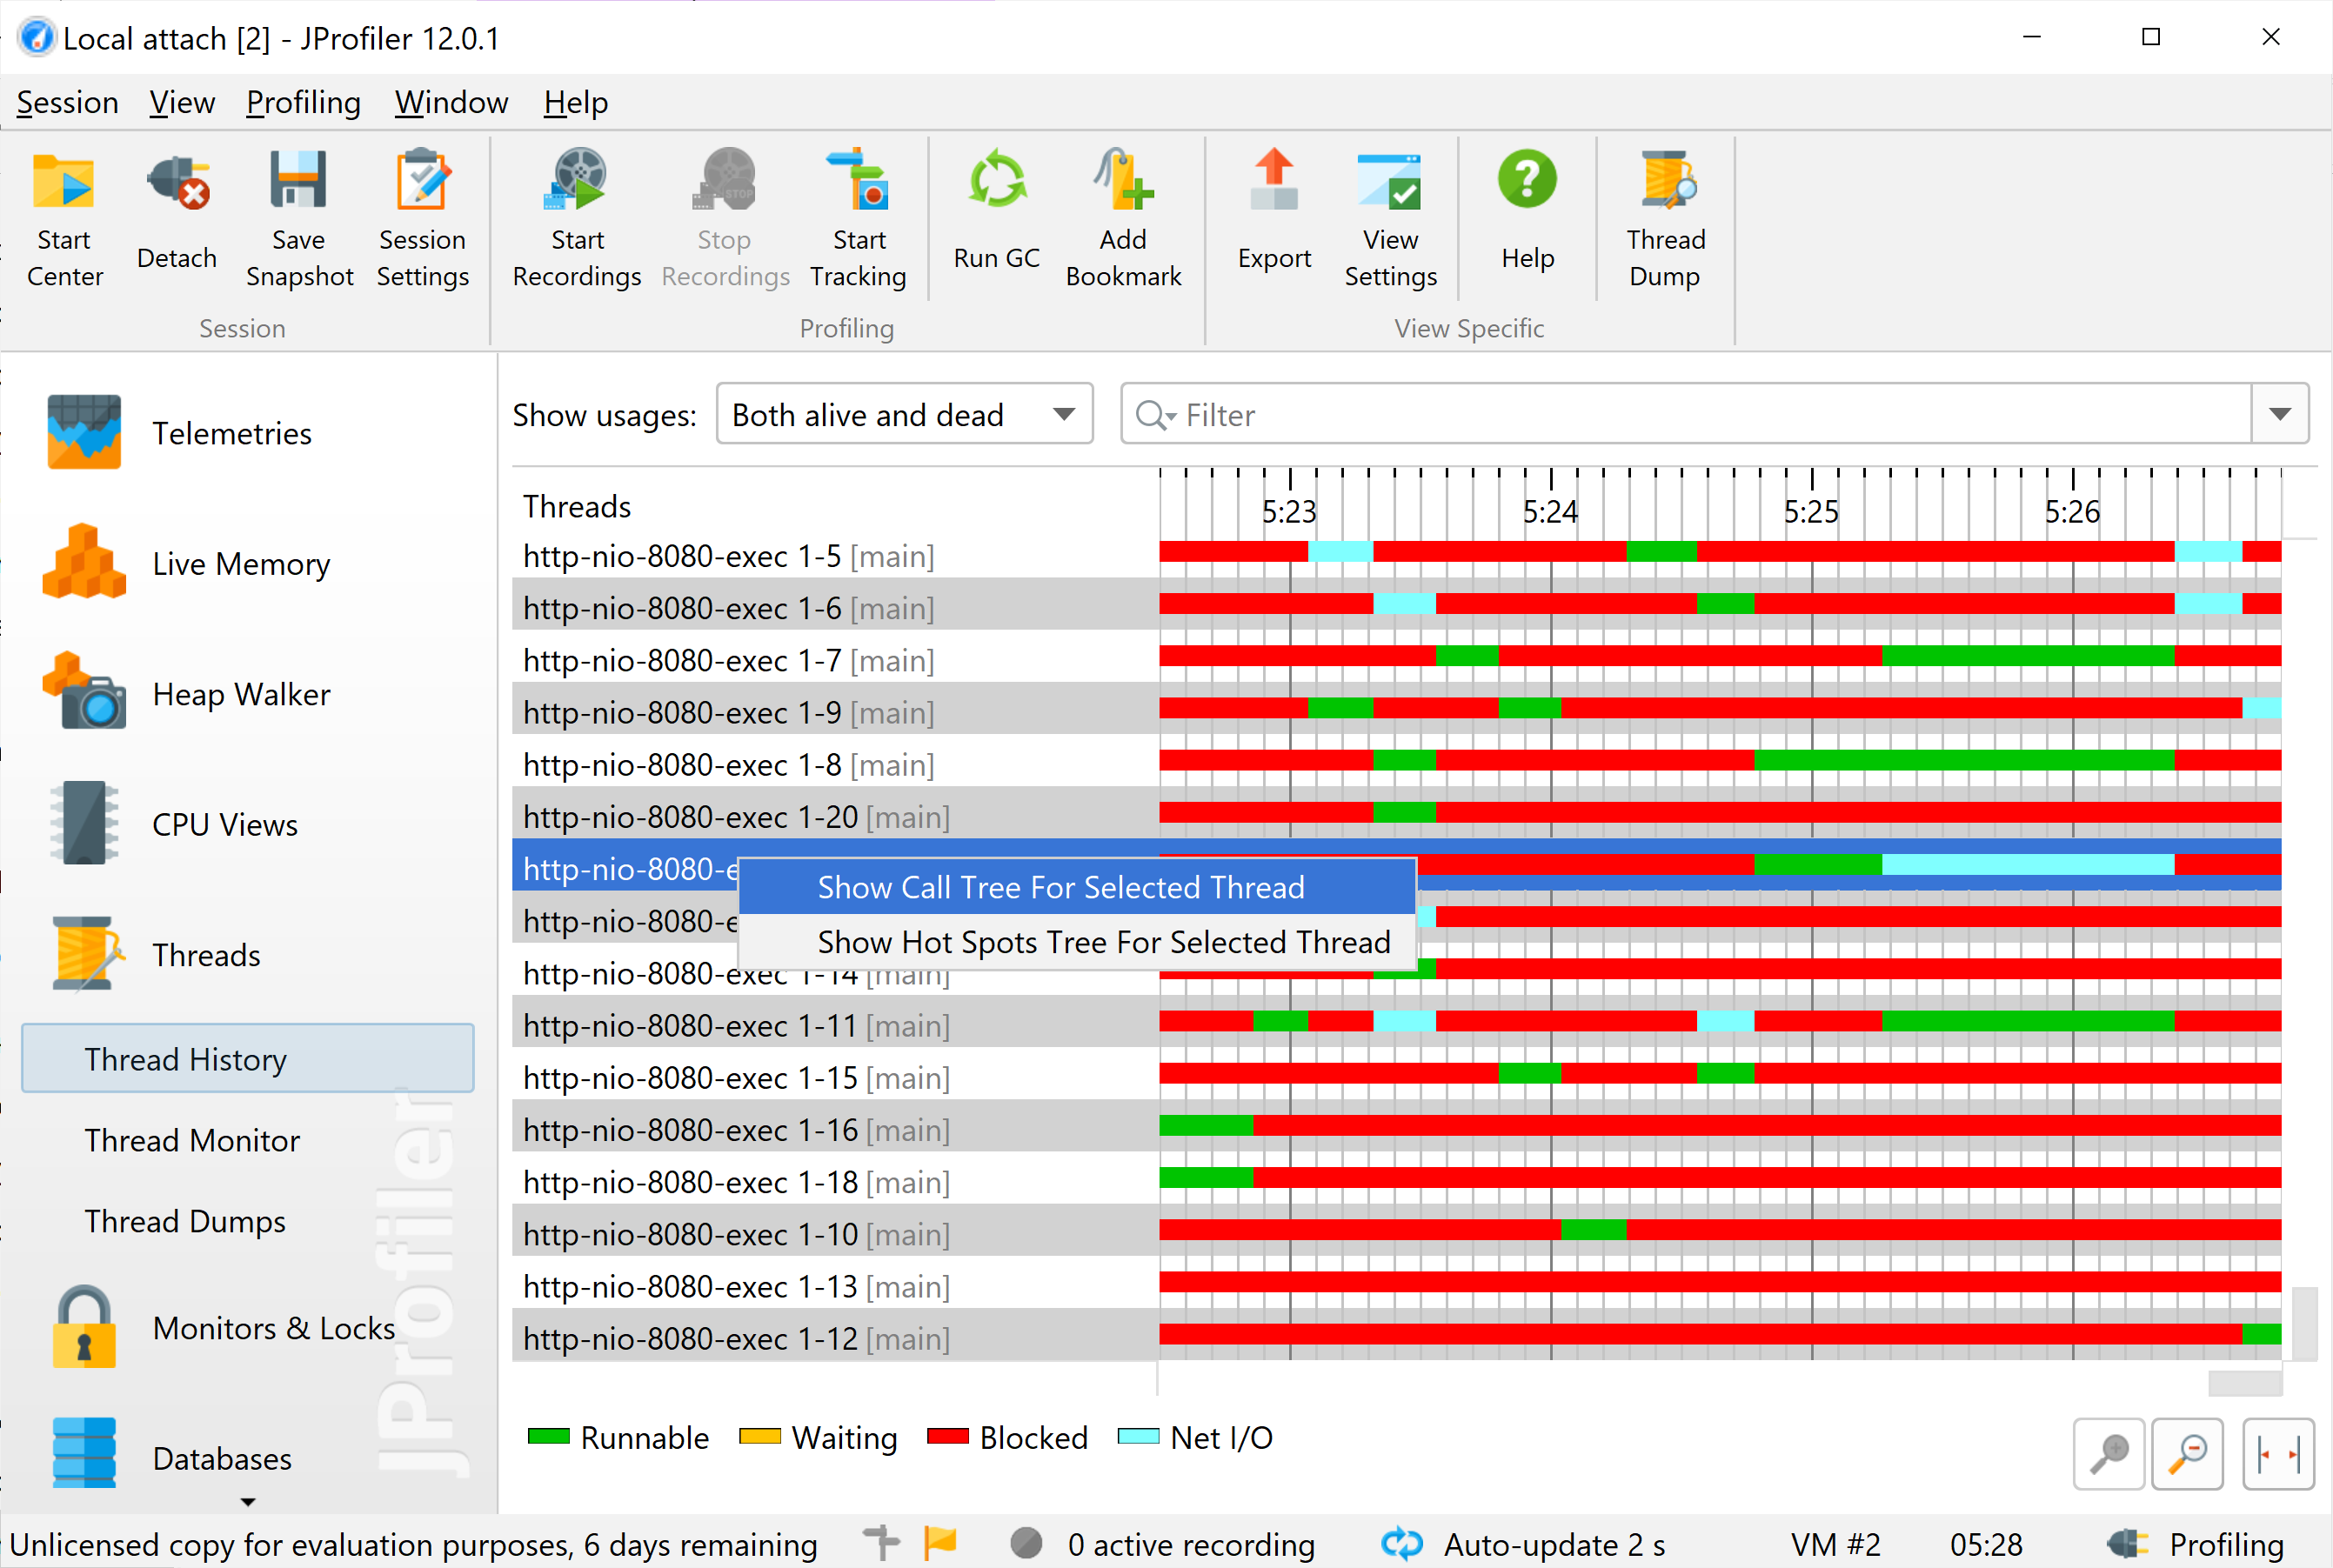 Local attach [2] - JProfiler 12.0.1
Session View Profiling Window Help
Start Center
Detach
Save Snapshot
Session Settings
Session
Start Recordings
Stop Recordings
Start Tracking
Run GC
Add Bookmark
Profiling
Export
View Settings
Help
View Specific
Thread Dump
Telemetries
Live Memory
Heap Walker
CPU Views
Threads
Thread History
Thread Monitor
Thread Dumps
Monitors & Locks
Databases
JProfiler
Show usages: Both alive and dead Filter
Threads 5:23 5:24 5:25 5:26
http-nio-8080-exec 1-5 [main]
http-nio-8080-exec 1-6 [main]
http-nio-8080-exec 1-7 [main]
http-nio-8080-exec 1-9 [main]
http-nio-8080-exec 1-8 [main]
http-nio-8080-exec 1-20 [main]
http-nio-8080-e
Show Call Tree For Selected Thread
http-nio-8080-e
Show Hot Spots Tree For Selected Thread
http-nio-8080-exec 1-14 [main]
http-nio-8080-exec 1-11 [main]
http-nio-8080-exec 1-15 [main]
http-nio-8080-exec 1-16 [main]
http-nio-8080-exec 1-18 [main]
http-nio-8080-exec 1-10 [main]
http-nio-8080-exec 1-13 [main]
http-nio-8080-exec 1-12 [main]
Runnable Waiting Blocked Net I/O
Unlicensed copy for evaluation purposes, 6 days remaining 0 active recording Auto-update 2 s VM #2 05:28 Profiling